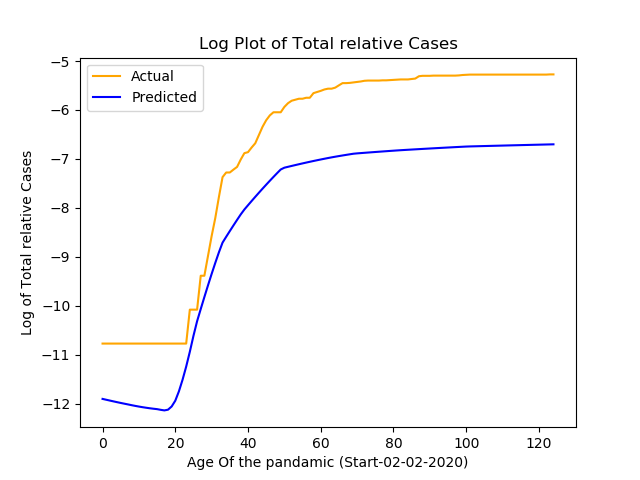 Log Plot of Total relative Cases
Actual
Predicted
Log of Total relative Cases
−5
−6
−7
−8
−9
−10
−11
−12
0 20 40 60 80 100 120
Age Of the pandamic (Start-02-02-2020)